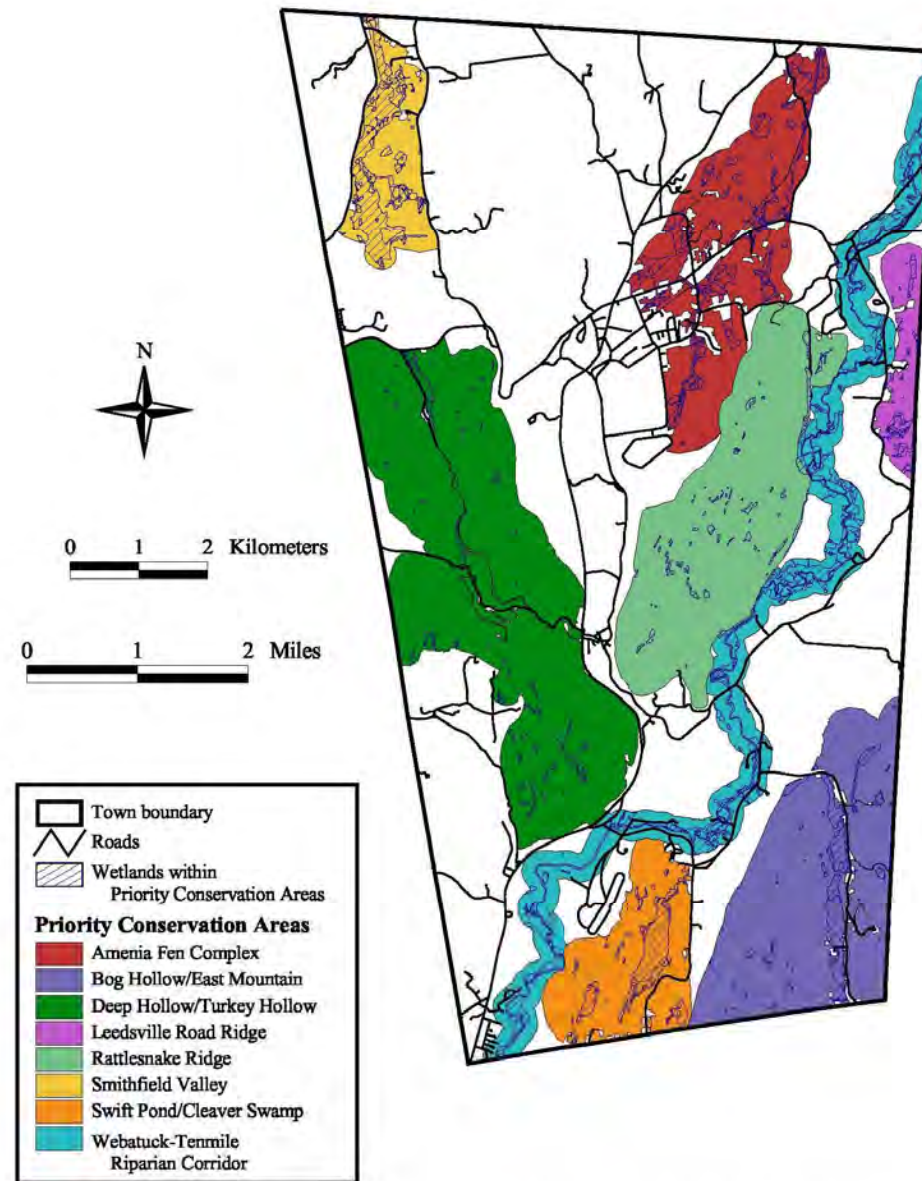 N
0 1 2 Kilometers
0 1 2 Miles
Town boundary
Roads
Wetlands within
Priority Conservation Areas
Priority Conservation Areas
Amenia Fen Complex
Bog Hollow/East Mountain
Deep Hollow/Turkey Hollow
Leedsville Road Ridge
Rattlesnake Ridge
Smithfield Valley
Swift Pond/Cleaver Swamp
Webatuck-Tenmile
Riparian Corridor